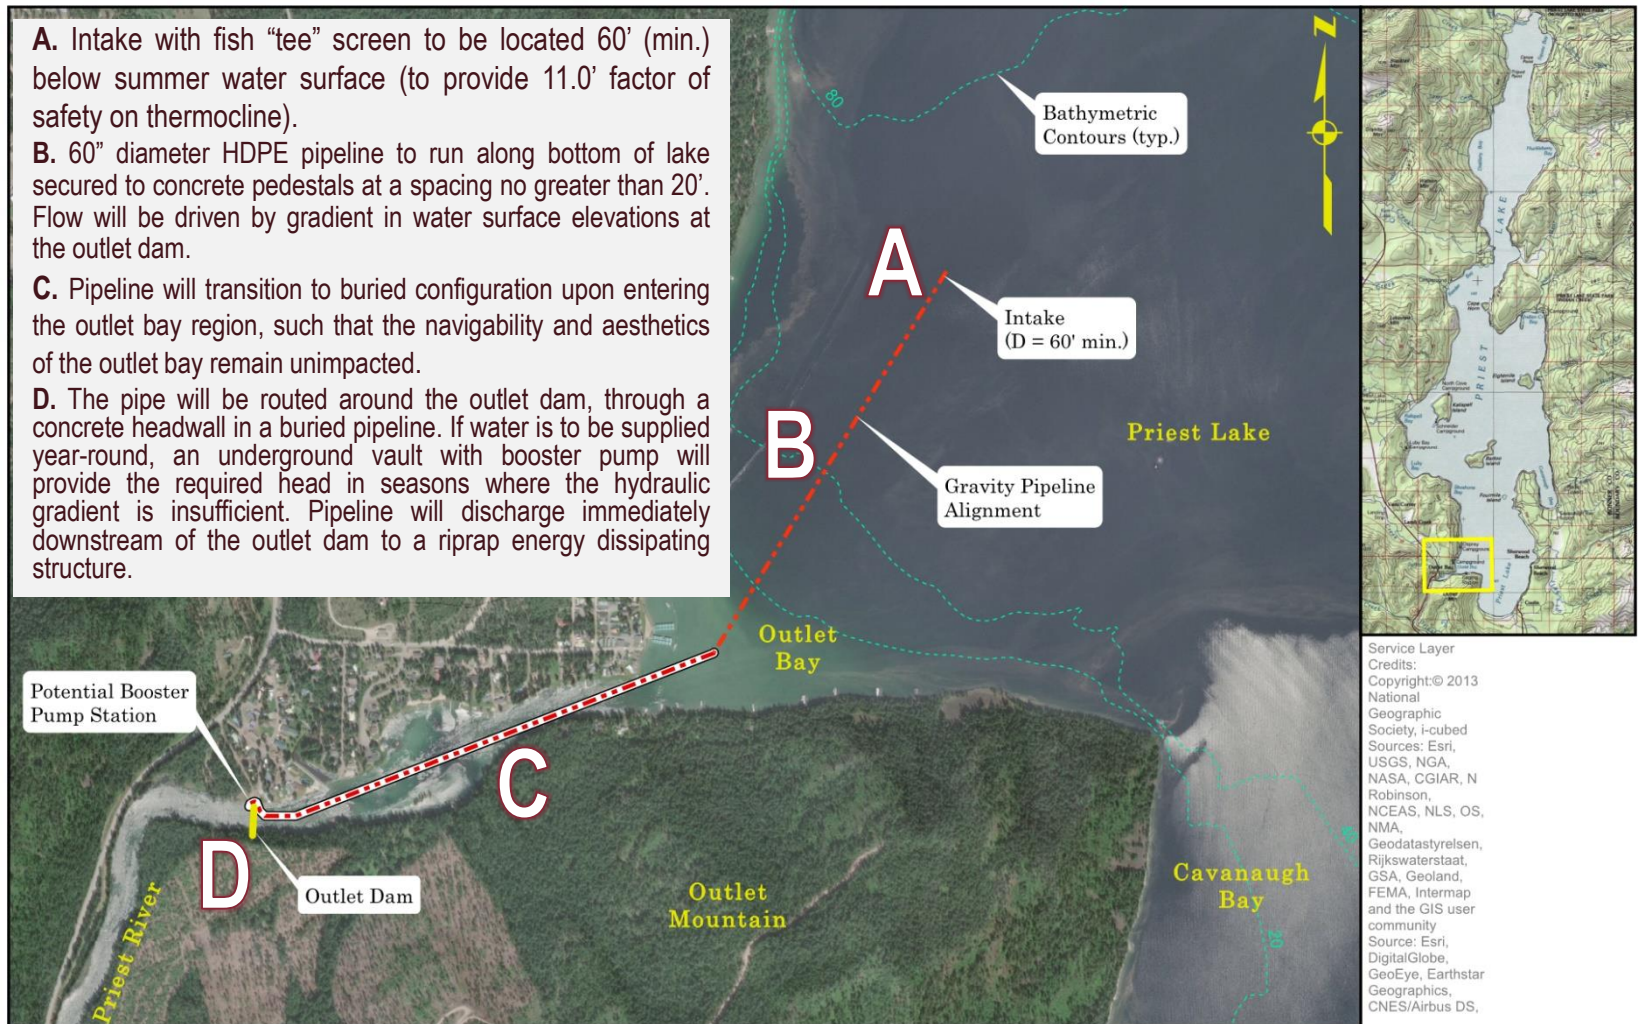 A. Intake with fish “tee” screen to be located 60’ (min.)
below summer water surface (to provide 11.0’ factor of
safety on thermocline).
B. 60” diameter HDPE pipeline to run along bottom of lake
secured to concrete pedestals at a spacing no greater than 20’.
Flow will be driven by gradient in water surface elevations at
the outlet dam.
C. Pipeline will transition to buried configuration upon entering
the outlet bay region, such that the navigability and aesthetics
of the outlet bay remain unimpacted.
D. The pipe will be routed around the outlet dam, through a
concrete headwall in a buried pipeline. If water is to be supplied
year-round, an underground vault with booster pump will
provide the required head in seasons where the hydraulic
gradient is insufficient. Pipeline will discharge immediately
downstream of the outlet dam to a riprap energy dissipating
structure.
80
Bathymetric
Contours (typ.)
N
A
Intake
(D = 60' min.)
B
Priest Lake
Gravity Pipeline
Alignment
Outlet
Bay
Potential Booster
Pump Station
C
D
Outlet Dam
Outlet
Mountain
Cavanaugh
Bay
20
Priest River
PRIEST
LAKE
Service Layer
Credits:
Copyright:© 2013
National
Geographic
Society, i-cubed
Sources: Esri,
USGS, NGA,
NASA, CGIAR, N
Robinson,
NCEAS, NLS, OS,
NMA,
Geodatastyrelsen,
Rijkswaterstaat,
GSA, Geoland,
FEMA, Intermap
and the GIS user
community
Source: Esri,
DigitalGlobe,
GeoEye, Earthstar
Geographics,
CNES/Airbus DS,